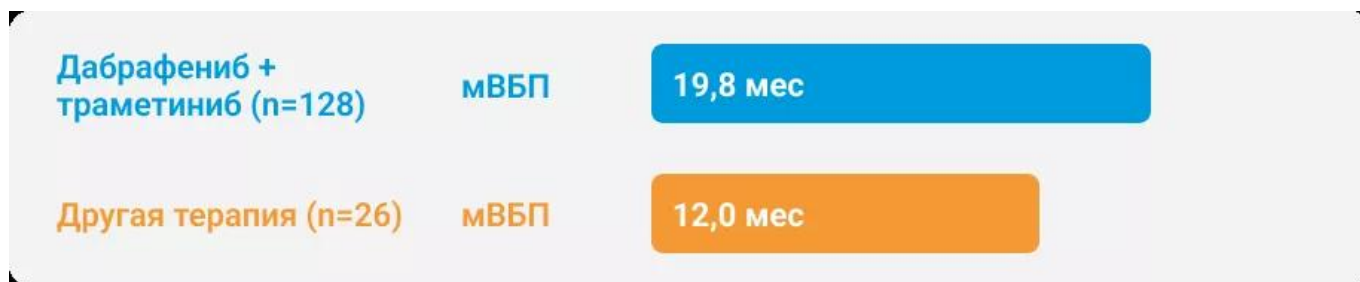 Дабрафениб +
траметиниб (n=128)
мВБП
19,8 мес
Другая терапия (n=26)
мВБП
12,0 мес